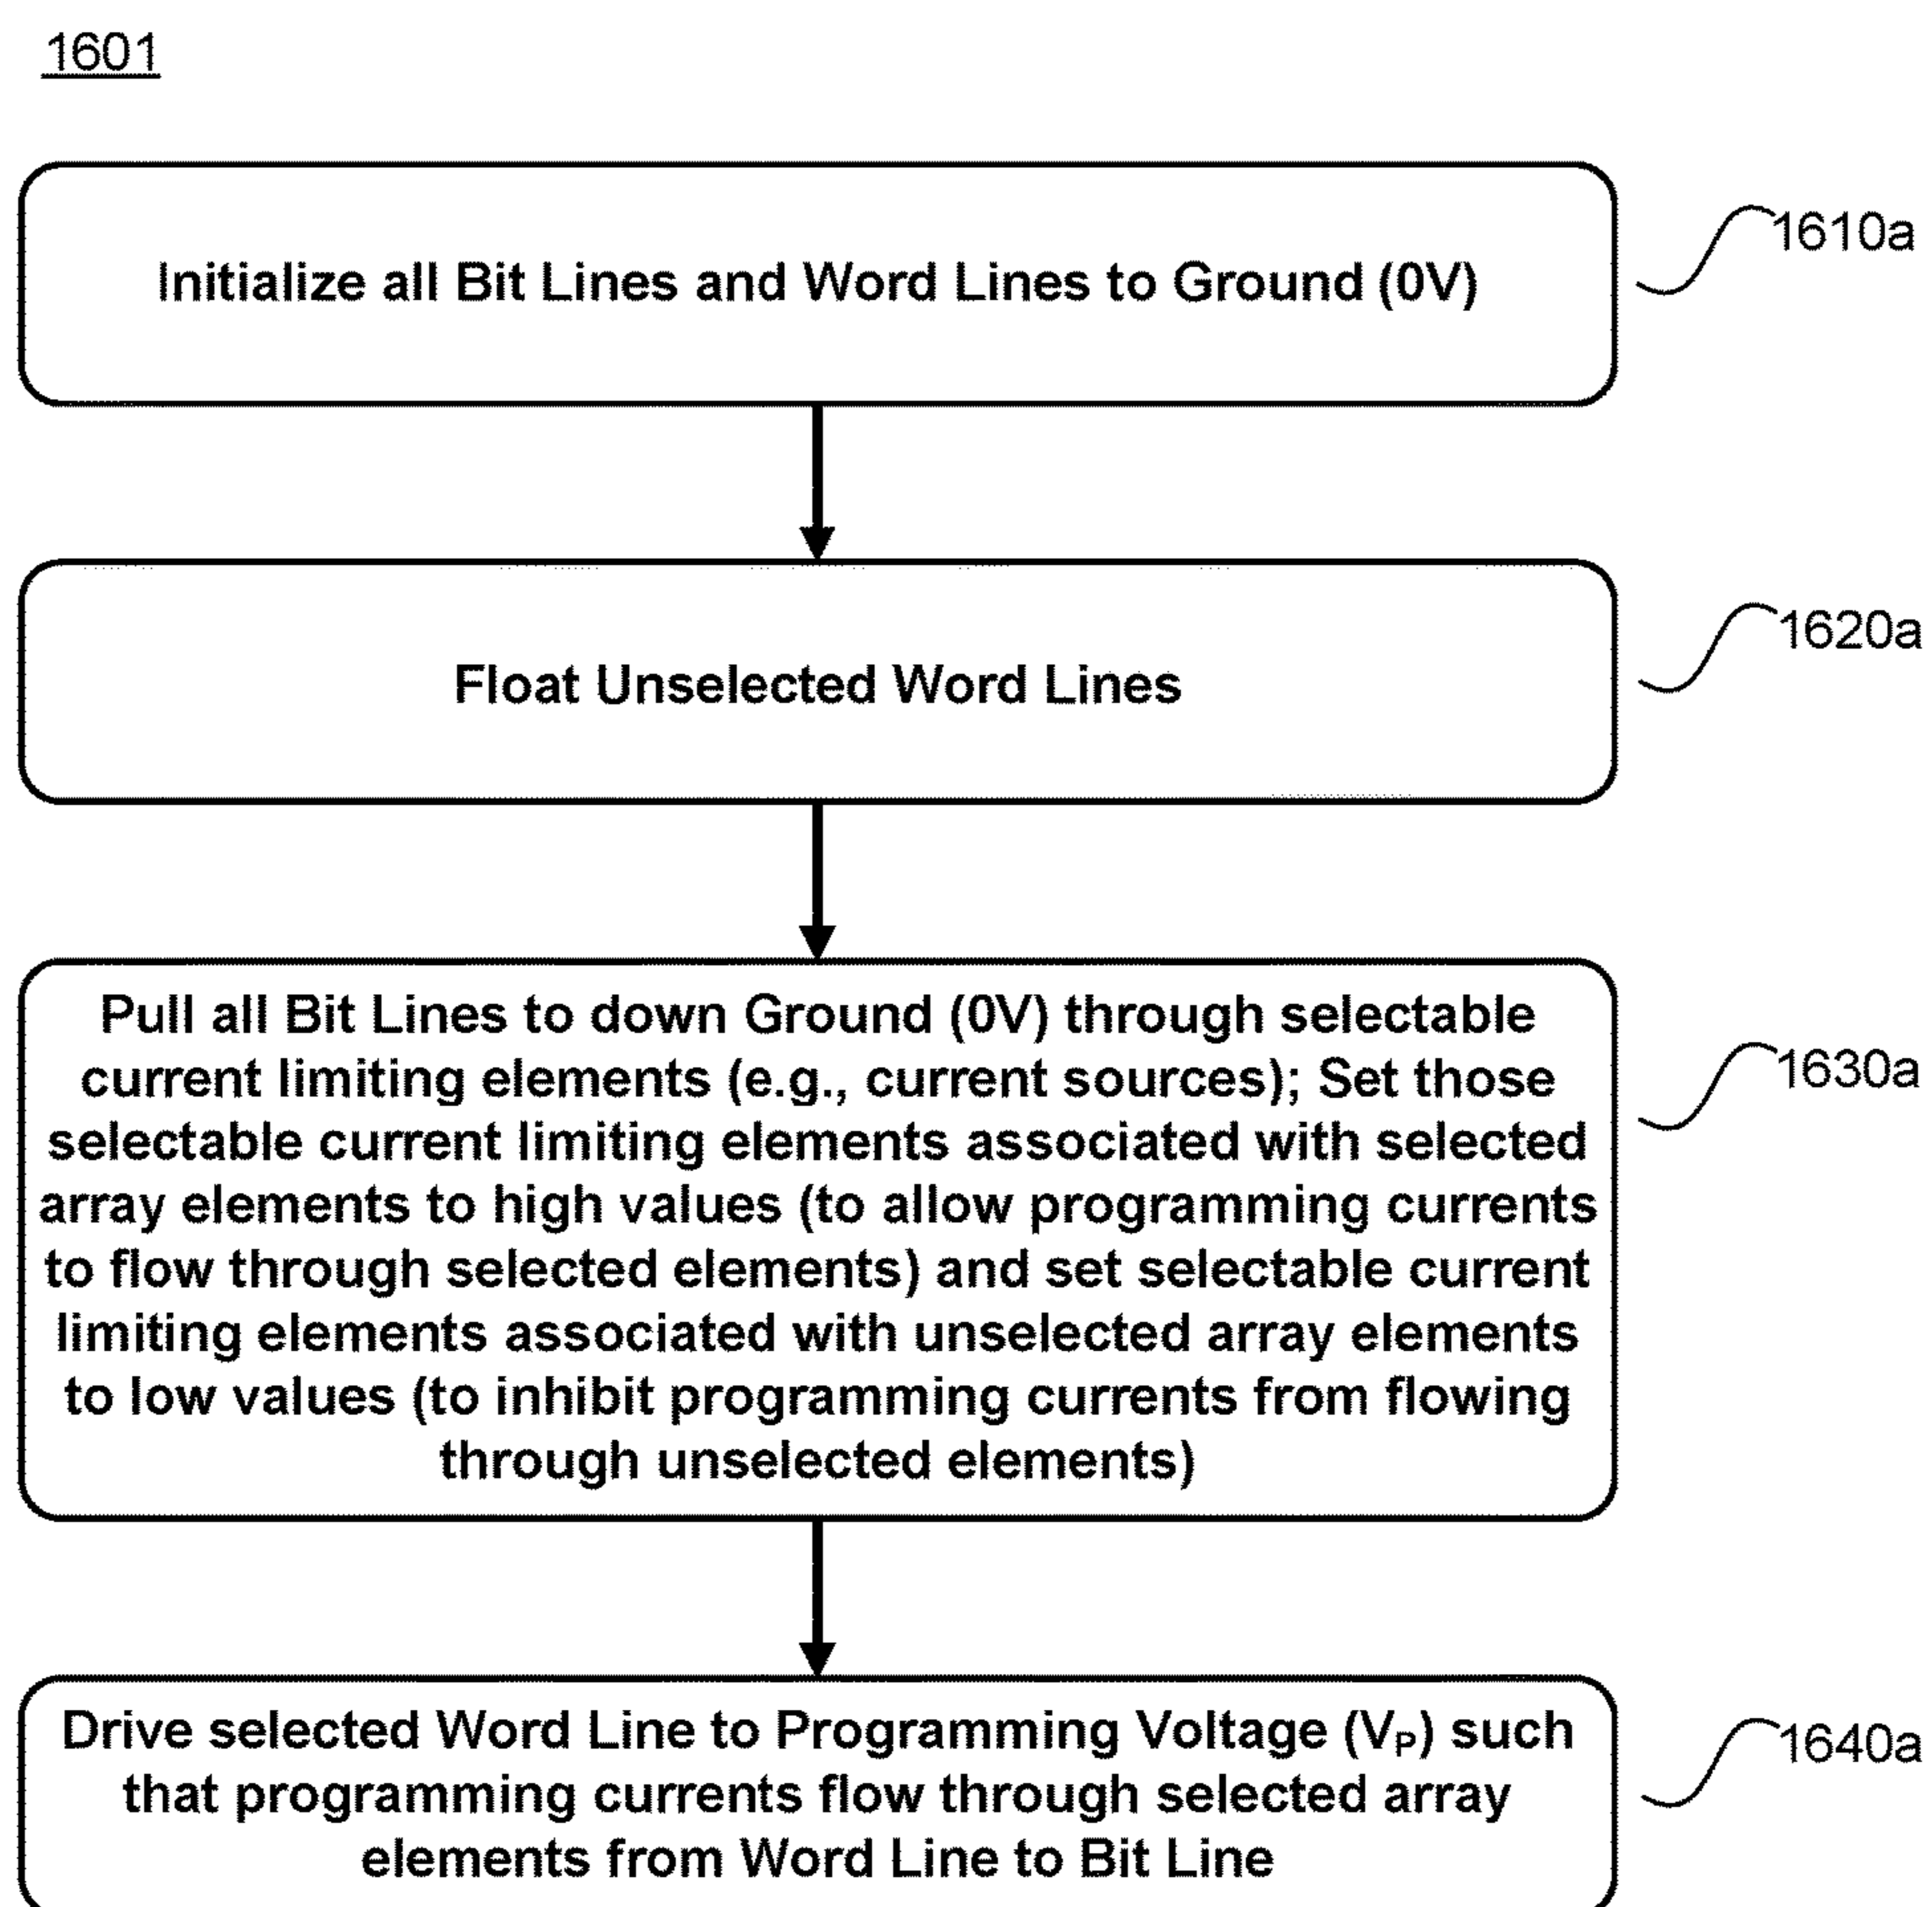 1601
Initialize all Bit Lines and Word Lines to Ground (0V)
1610a
Float Unselected Word Lines
1620a
Pull all Bit Lines to down Ground (0V) through selectable
current limiting elements (e.g., current sources); Set those
selectable current limiting elements associated with selected
array elements to high values (to allow programming currents
to flow through selected elements) and set selectable current
limiting elements associated with unselected array elements
to low values (to inhibit programming currents from flowing
through unselected elements)
1630a
Drive selected Word Line to Programming Voltage (VP) such
that programming currents flow through selected array
elements from Word Line to Bit Line
1640a